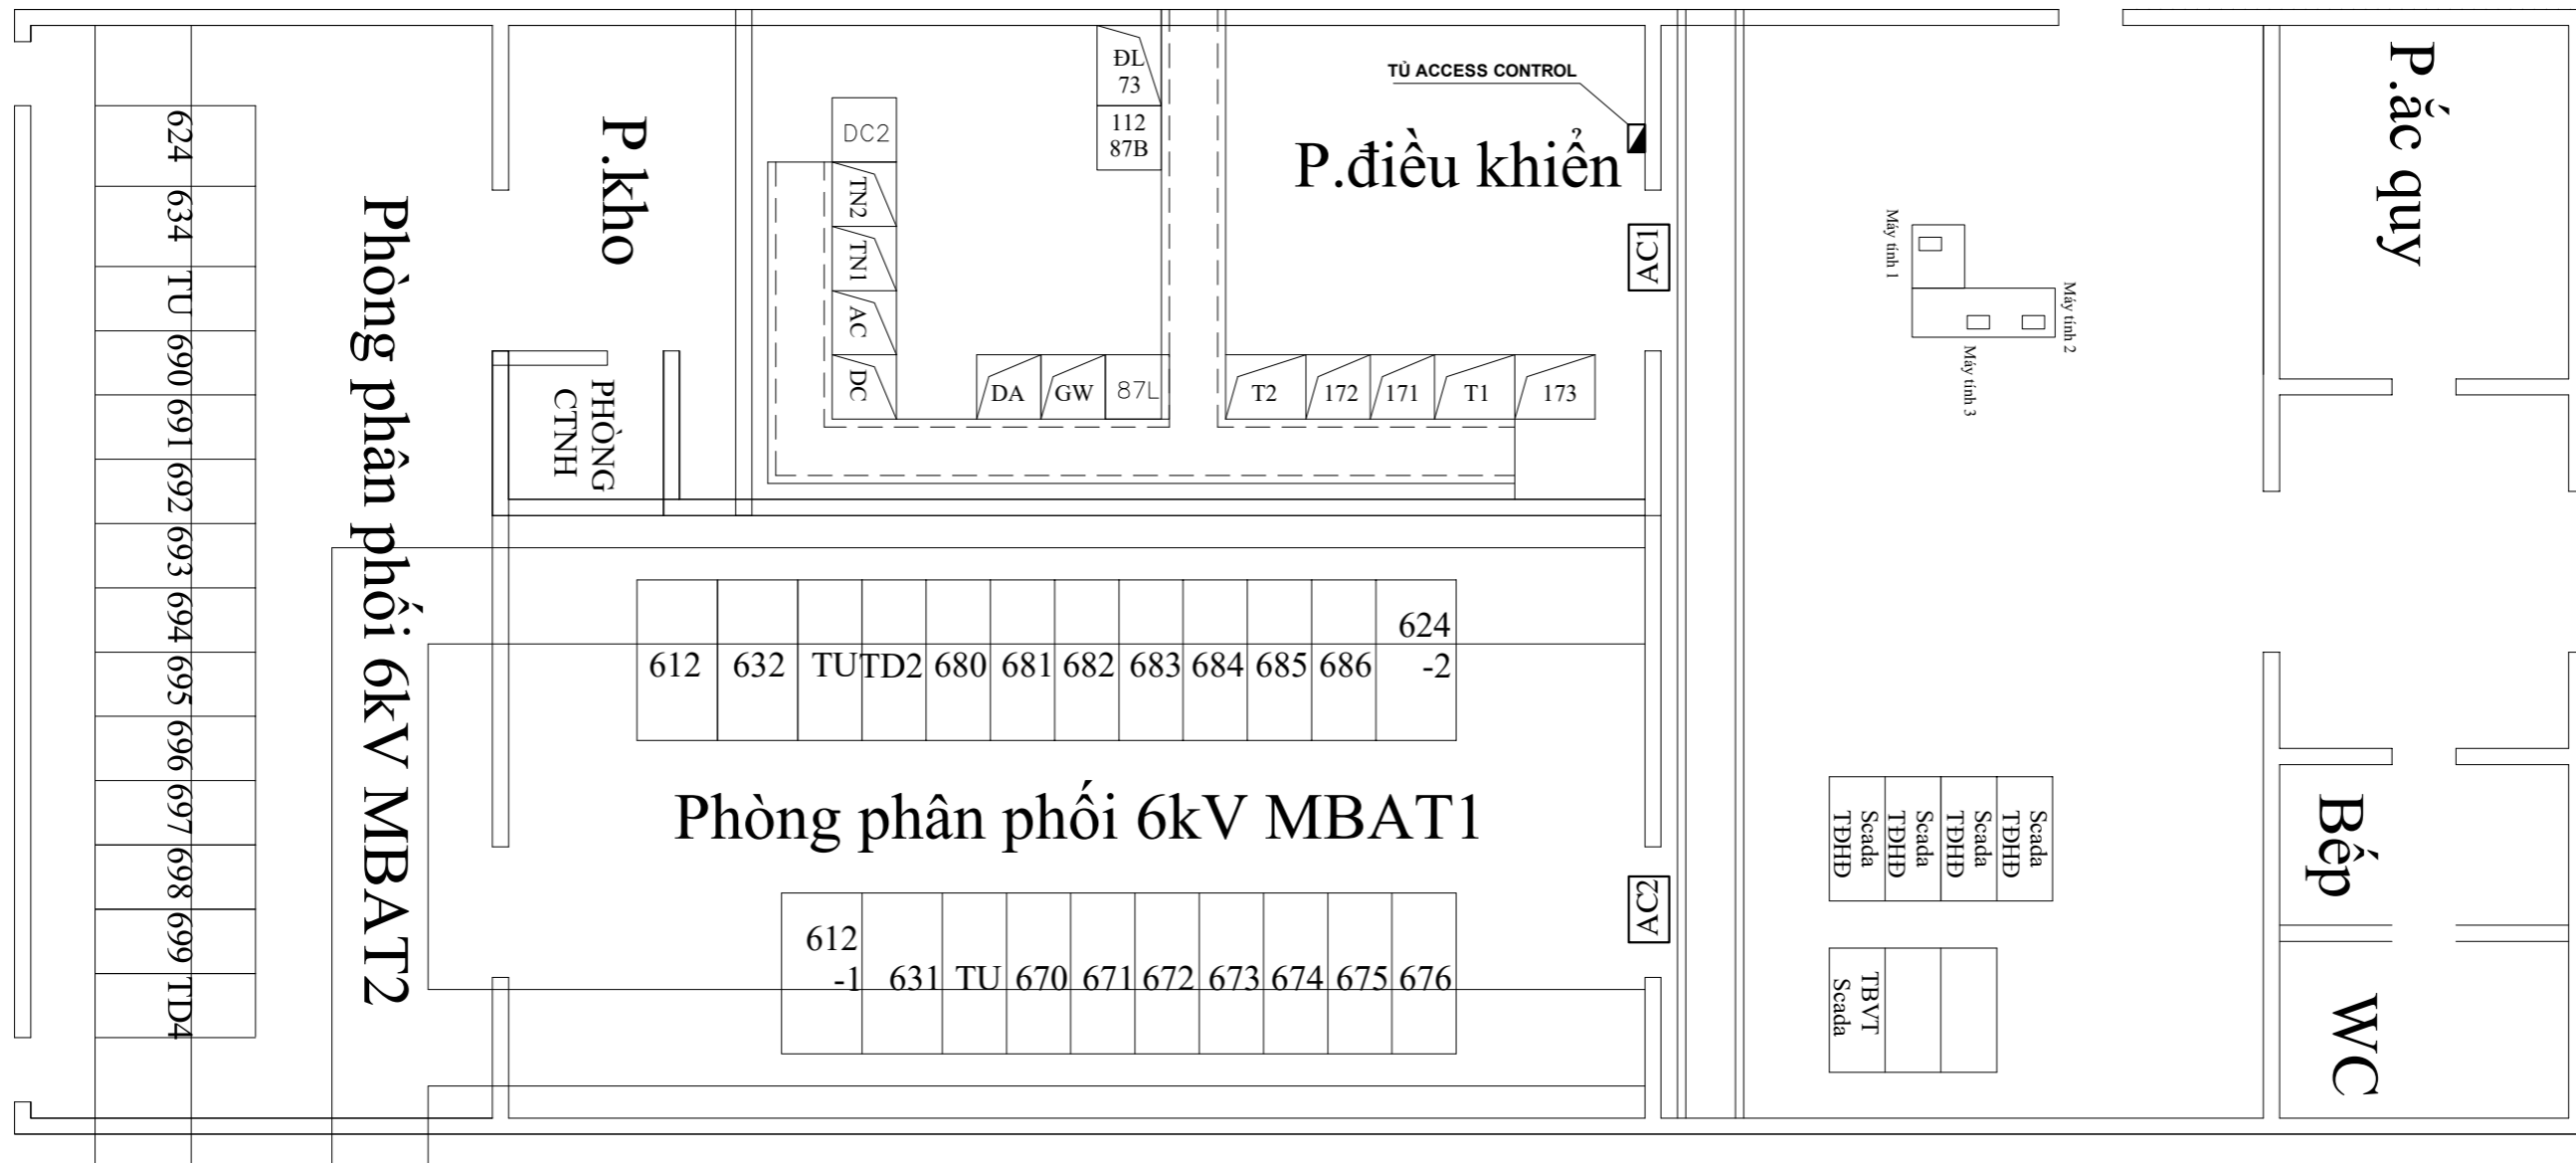 624
634
TU
690
691
692
693
694
695
696
697
698
699
TD4
Phòng phân phối 6kV MBAT2
P.kho
PHÒNG
CTNH
DC2
TN2
TN1
AC
DC
ĐL
73
112
87B
DA
GW
87L
TỦ ACCESS CONTROL
P.điều khiển
AC1
T2
172
171
T1
173
612
632
TU
TD2
680
681
682
683
684
685
686
624
-2
Phòng phân phối 6kV MBAT1
612
-1
631
TU
670
671
672
673
674
675
676
AC2
Máy tính 1
Máy tính 2
Máy tính 3
Scada
TĐHĐ
Scada
TĐHĐ
Scada
TĐHĐ
Scada
TĐHĐ
TBVT
Scada
P.ắc quy
Bếp
WC